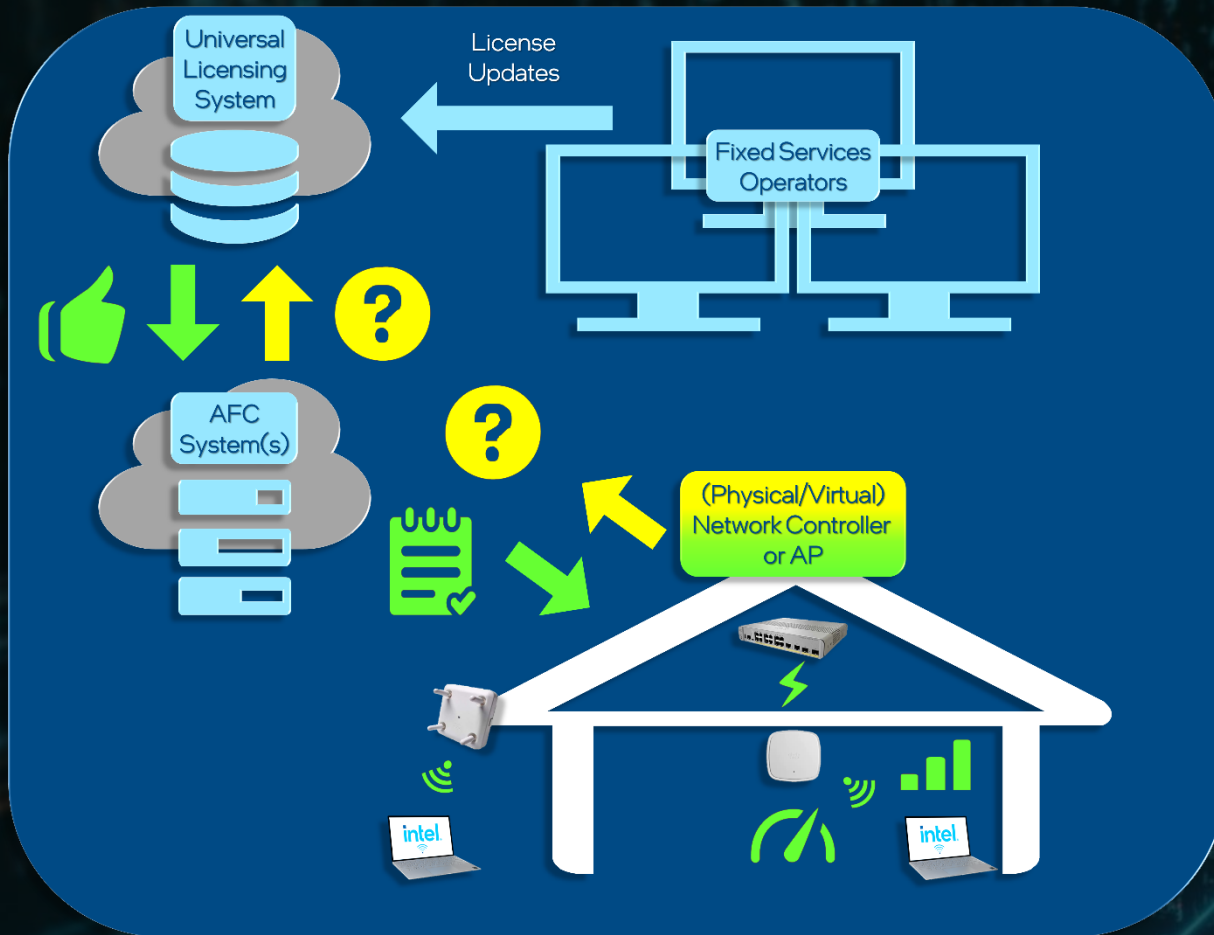 Universal
Licensing
System
License
Updates
Fixed Services
Operators
?
AFC
System(s)
?
(Physical/Virtual)
Network Controller
or AP
intel
intel